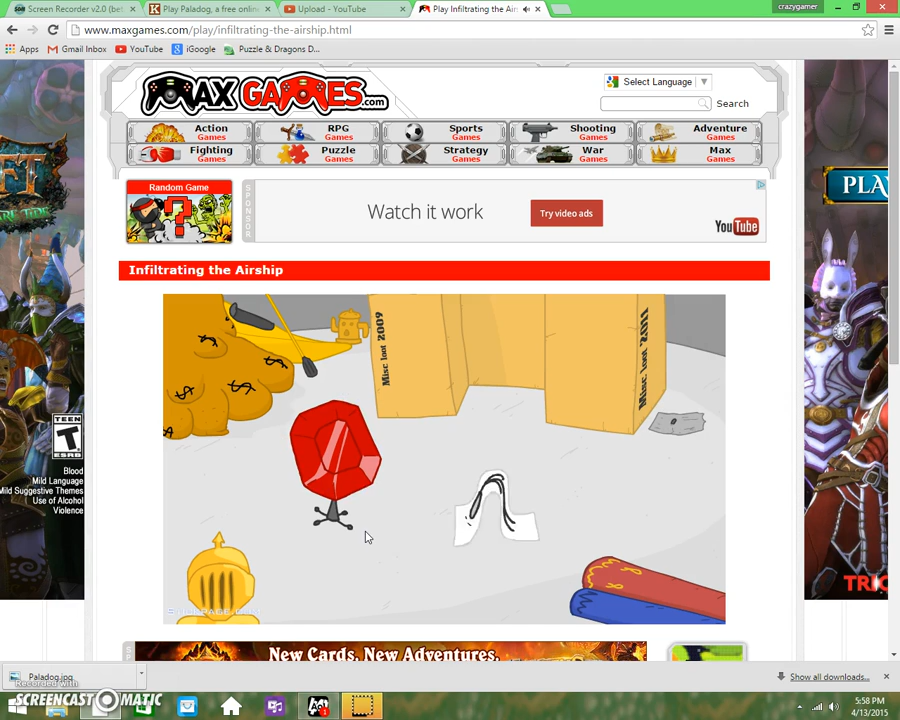 crazygamer
Screen Recorder v2.0 (bet
Play Paladog, a free online
Upload - YouTube
Play Infiltrating the Air
www.maxgames.com/play/infiltrating-the-airship.html
Apps
Gmail Inbox
YouTube
iGoogle
Puzzle & Dragons D...
MAX GAMES.com
Select Language
Search
Action Games
RPG Games
Sports Games
Shooting Games
Adventure Games
Fighting Games
Puzzle Games
Strategy Games
War Games
Max Games
Random Game
SPONSOR
Watch it work
Try video ads
YouTube
PLA
Infiltrating the Airship
Misc loot 2009
Misc loot 2011
TEEN
T
ESRB
Blood
Mild Language
Mild Suggestive Themes
Use of Alcohol
Violence
New Cards. New Adventures.
Paladog.jpg
Show all downloads...
Recorded with
SCREENCAST-O-MATIC
5:58 PM
4/13/2015